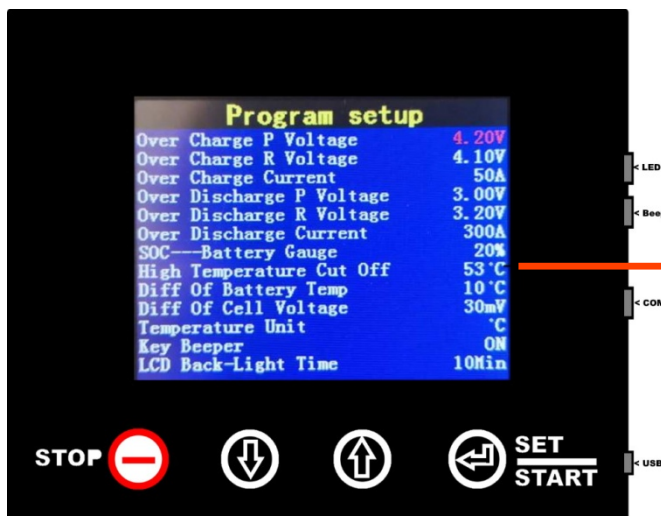 Program setup
Over Charge P Voltage 4.20V
Over Charge R Voltage 4.10V
Over Charge Current 50A
Over Discharge P Voltage 3.00V
Over Discharge R Voltage 3.20V
Over Discharge Current 300A
SOC---Battery Gauge 20%
High Temperature Cut Off 53°C
Diff Of Battery Temp 10°C
Diff Of Cell Voltage 30mV
Temperature Unit °C
Key Beeper ON
LCD Back-Light Time 10Min
< LED
< Bee
< COM
< USB
STOP
SET
START